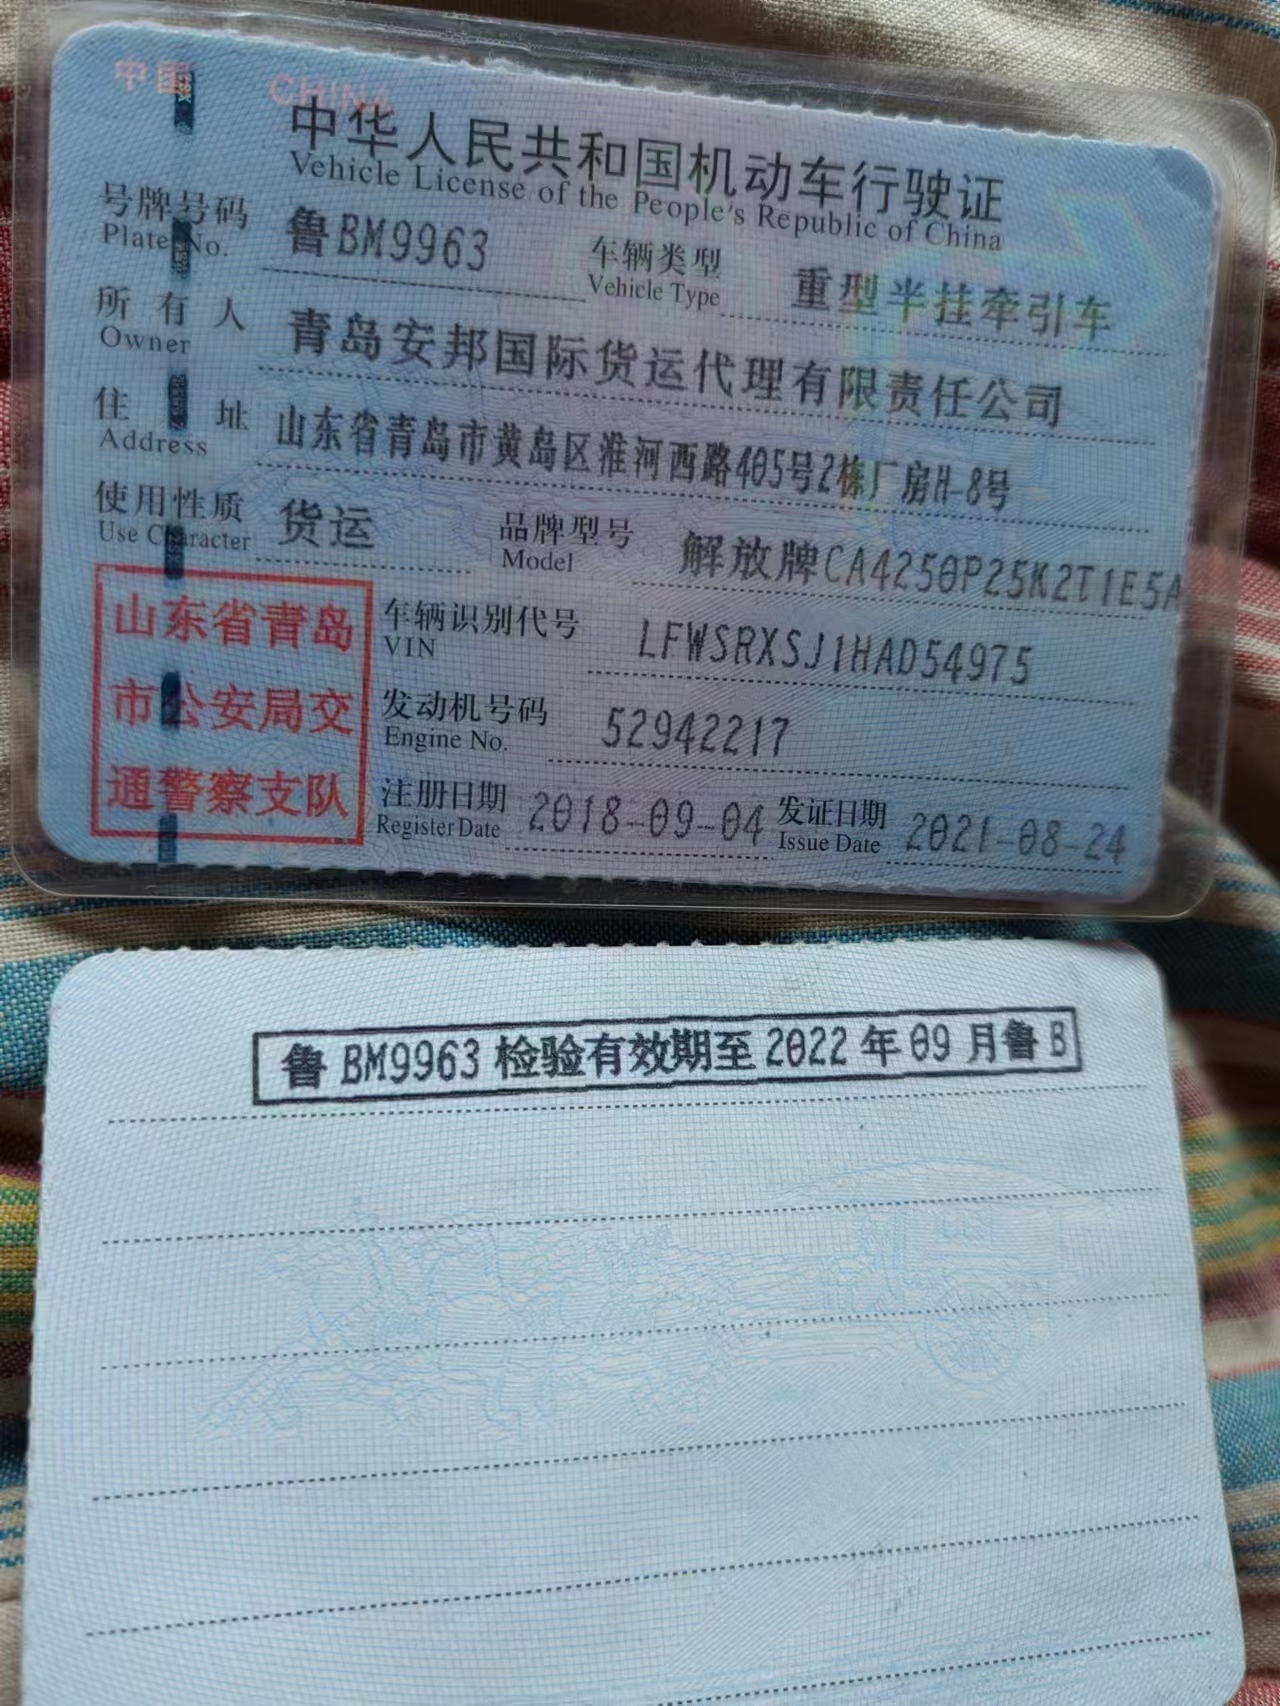 中国 CHINA
中华人民共和国机动车行驶证
Vehicle License of the People's Republic of China
号牌号码 鲁BM9963 车辆类型 重型半挂牵引车
Plate No. Vehicle Type
所有人 青岛安邦国际货运代理有限责任公司
Owner
住址 山东省青岛市黄岛区淮河西路405号2栋厂房H-8号
Address
使用性质 货运 品牌型号 解放牌CA4250P25K2T1E5A
Use Character Model
山东省青岛
市公安局交
通警察支队
车辆识别代号 LFWSRXSJ1HAD54975
VIN
发动机号码 52942217
Engine No.
注册日期 2018-09-04 发证日期 2021-08-24
Register Date Issue Date
鲁BM9963检验有效期至2022年09月鲁B